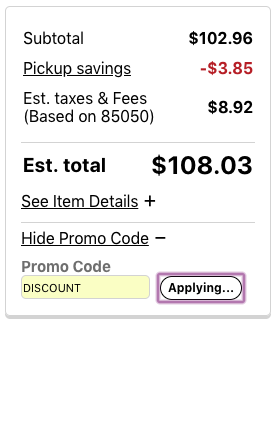 Subtotal $102.96
Pickup savings -$3.85
Est. taxes & Fees
(Based on 85050) $8.92
Est. total $108.03
See Item Details +
Hide Promo Code −
Promo Code
DISCOUNT Applying...